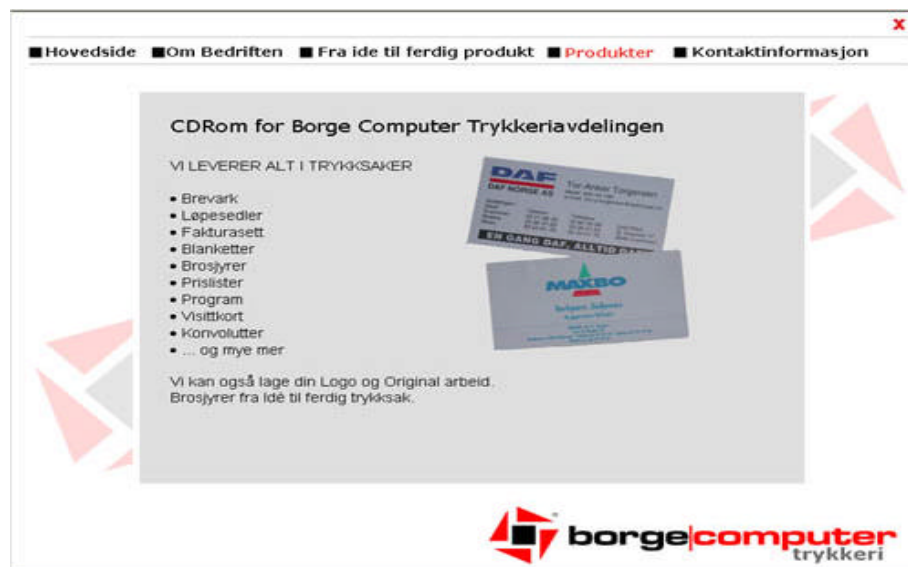 x
Hovedside Om Bedriften Fra ide til ferdig produkt Produkter Kontaktinformasjon
CDRom for Borge Computer Trykkeriavdelingen
VI LEVERER ALT I TRYKKSAKER
• Brevark
• Løpesedler
• Fakturasett
• Blanketter
• Brosjyrer
• Prislister
• Program
• Visittkort
• Konvolutter
• ... og mye mer
Vi kan også lage din Logo og Original arbeid.
Brosjyrer fra Idè til ferdig trykksak.
DAF
DAF NORGE AS
EN GANG DAF, ALLTID DAF
MAXBO
borge|computer
trykkeri